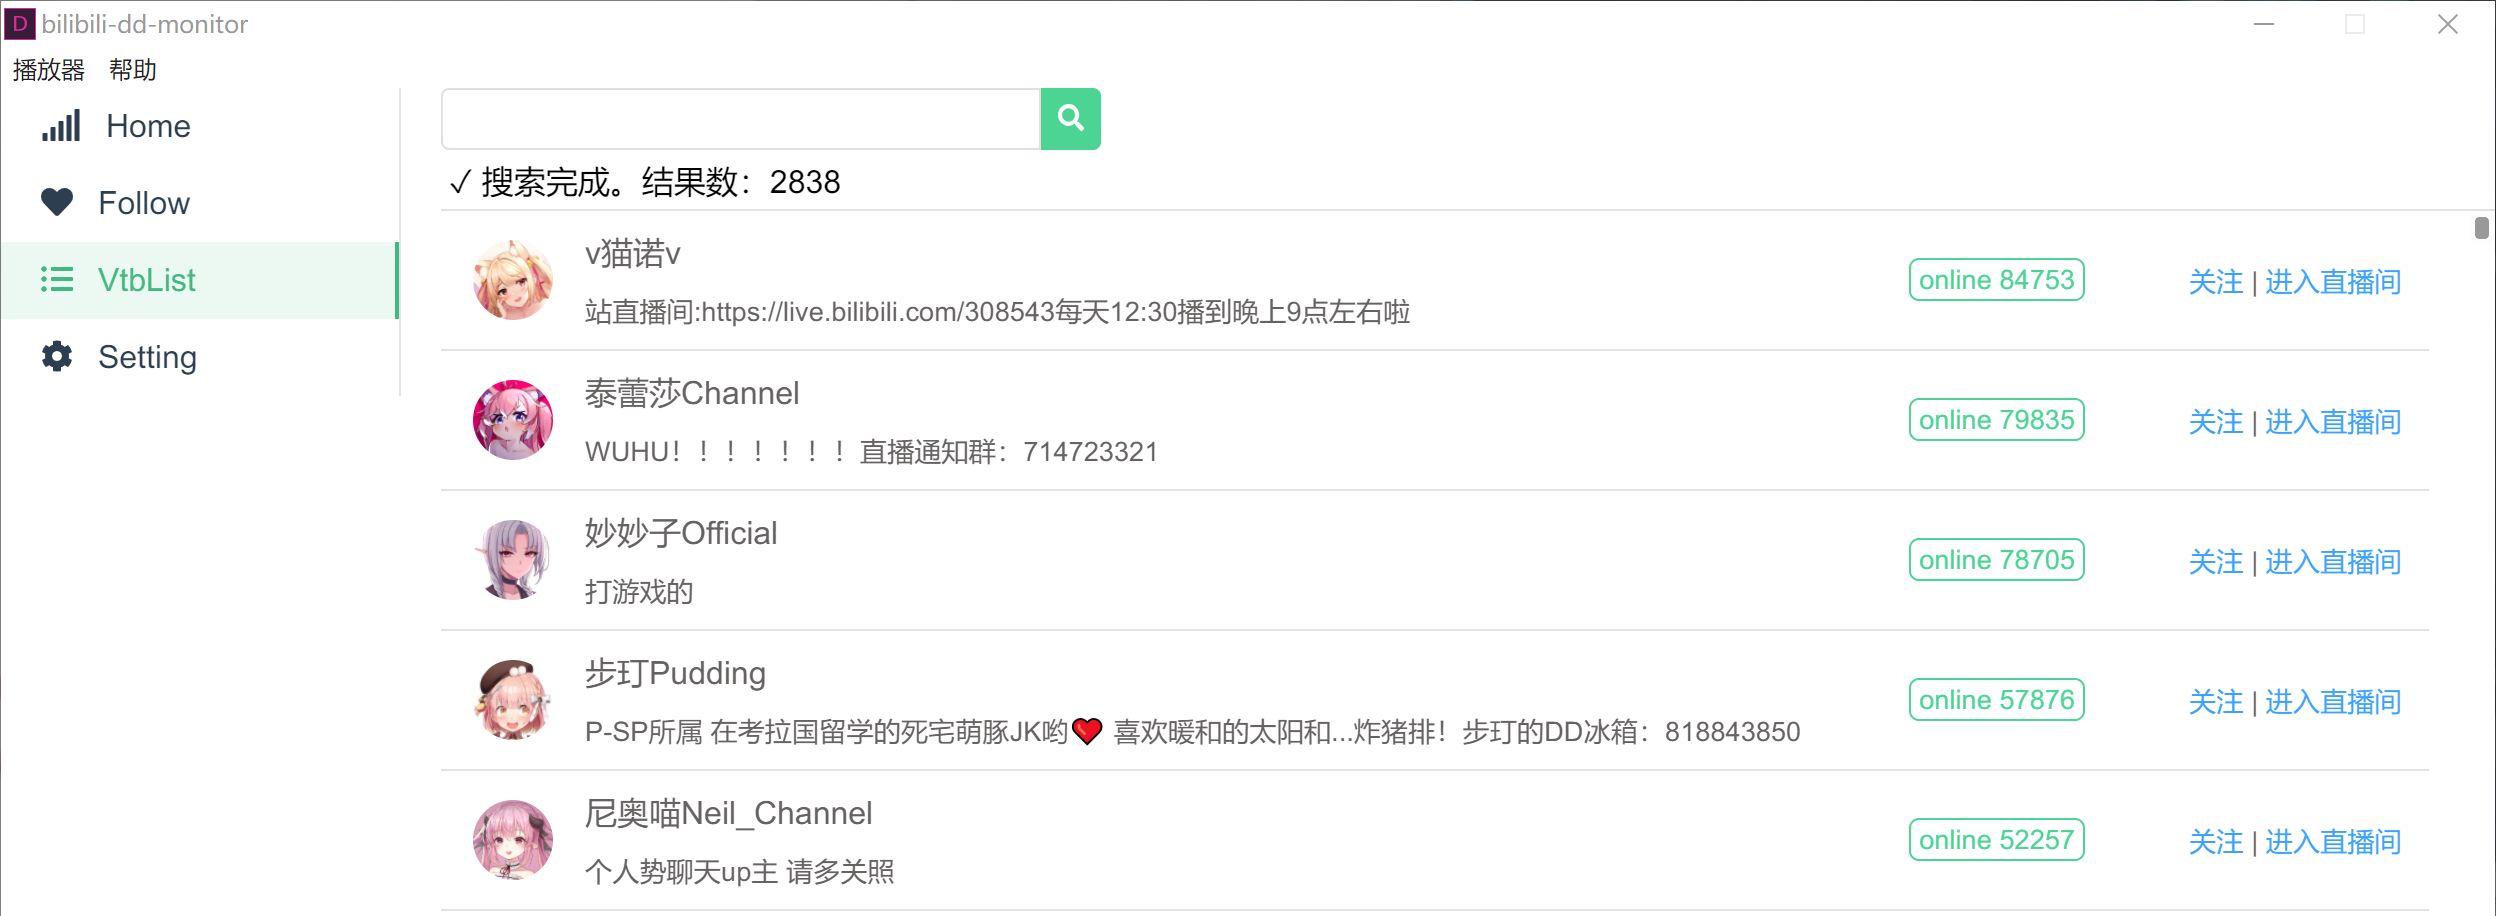 D bilibili-dd-monitor
播放器 帮助
Home
Follow
VtbList
Setting
✓ 搜索完成。结果数：2838
v猫诺v
站直播间:https://live.bilibili.com/308543每天12:30播到晚上9点左右啦
online 84753
关注 | 进入直播间
泰蕾莎Channel
WUHU！！！！！！！直播通知群：714723321
online 79835
关注 | 进入直播间
妙妙子Official
打游戏的
online 78705
关注 | 进入直播间
步玎Pudding
P-SP所属 在考拉国留学的死宅萌豚JK哟❤ 喜欢暖和的太阳和...炸猪排！步玎的DD冰箱：818843850
online 57876
关注 | 进入直播间
尼奥喵Neil_Channel
个人势聊天up主 请多关照
online 52257
关注 | 进入直播间